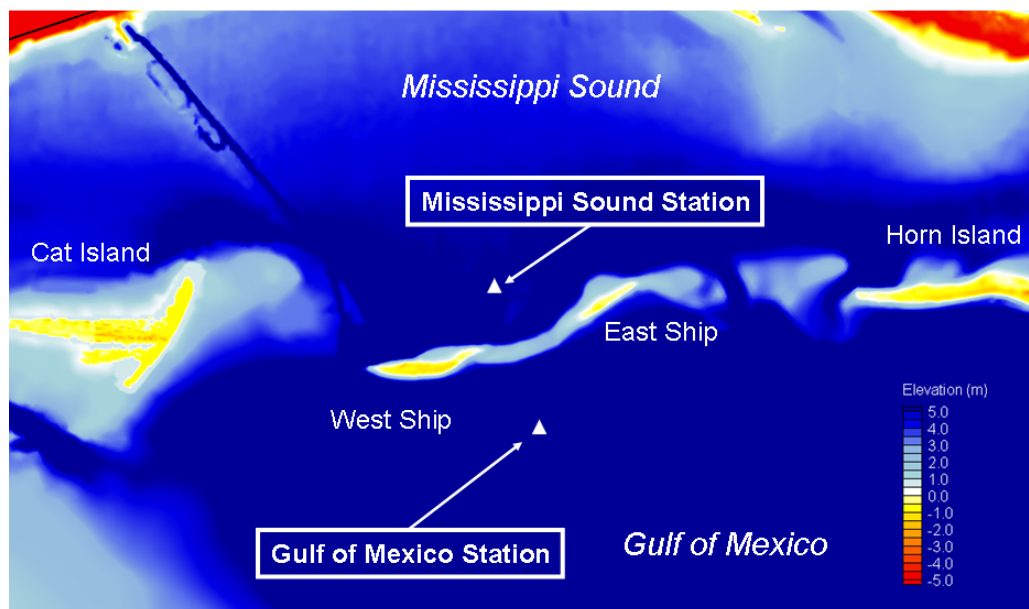 Mississippi Sound
Mississippi Sound Station
Cat Island
Horn Island
East Ship
West Ship
Gulf of Mexico Station
Gulf of Mexico
Elevation (m)
5.0
4.0
3.0
2.0
1.0
0.0
-1.0
-2.0
-3.0
-4.0
-5.0